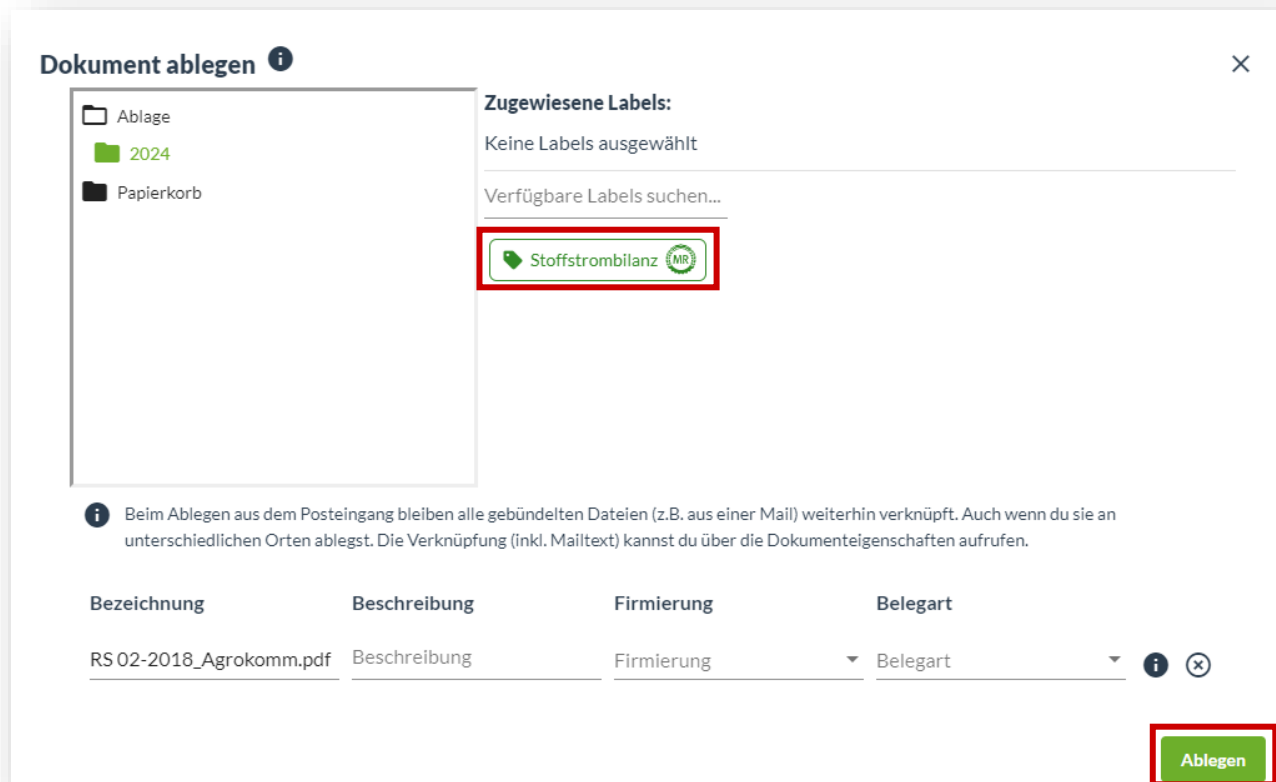 Dokument ablegen i
Ablage
2024
Papierkorb
Zugewiesene Labels:
Keine Labels ausgewählt
Verfügbare Labels suchen...
Stoffstrombilanz MR
i Beim Ablegen aus dem Posteingang bleiben alle gebündelten Dateien (z.B. aus einer Mail) weiterhin verknüpft. Auch wenn du sie an
unterschiedlichen Orten ablegst. Die Verknüpfung (inkl. Mailtext) kannst du über die Dokumenteigenschaften aufrufen.
Bezeichnung Beschreibung Firmierung Belegart
RS 02-2018_Agrokomm.pdf Beschreibung Firmierung Belegart i
Ablegen